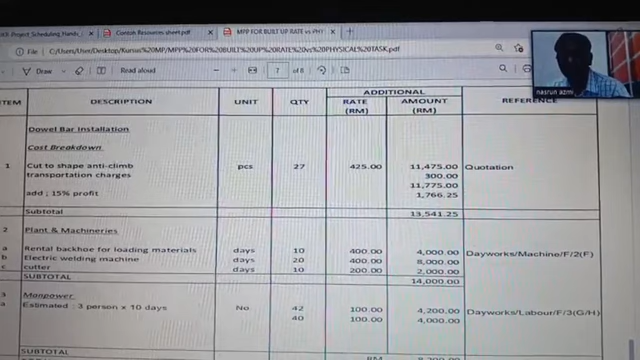 Contoh Resources sheet.pdf
MPP FOR BUILT UP RATE vs PHY
File C:/Users/User/Desktop/Kursus%20MP/MPP%20FOR%20BUILT%20UP%20RATE%20vs%20PHYSICAL%20TASK.pdf
Draw Read aloud 7 of 8
nasrun azmi
ADDITIONAL
ITEM DESCRIPTION UNIT QTY RATE (RM) AMOUNT (RM) REFERENCE
Dowel Bar Installation
Cost Breakdown
1 Cut to shape anti-climb pcs 27 425.00 11,475.00 Quotation
transportation charges 300.00
11,775.00
add ; 15% profit 1,766.25
Subtotal 13,541.25
2 Plant & Machineries
a Rental backhoe for loading materials days 10 400.00 4,000.00 Dayworks/Machine/F/2(F)
b Electric welding machine days 20 400.00 8,000.00
c cutter days 10 200.00 2,000.00
SUBTOTAL 14,000.00
3 Manpower
a Estimated : 3 person x 10 days No 42 100.00 4,200.00 Dayworks/Labour/F/3(G/H)
40 100.00 4,000.00
SUBTOTAL